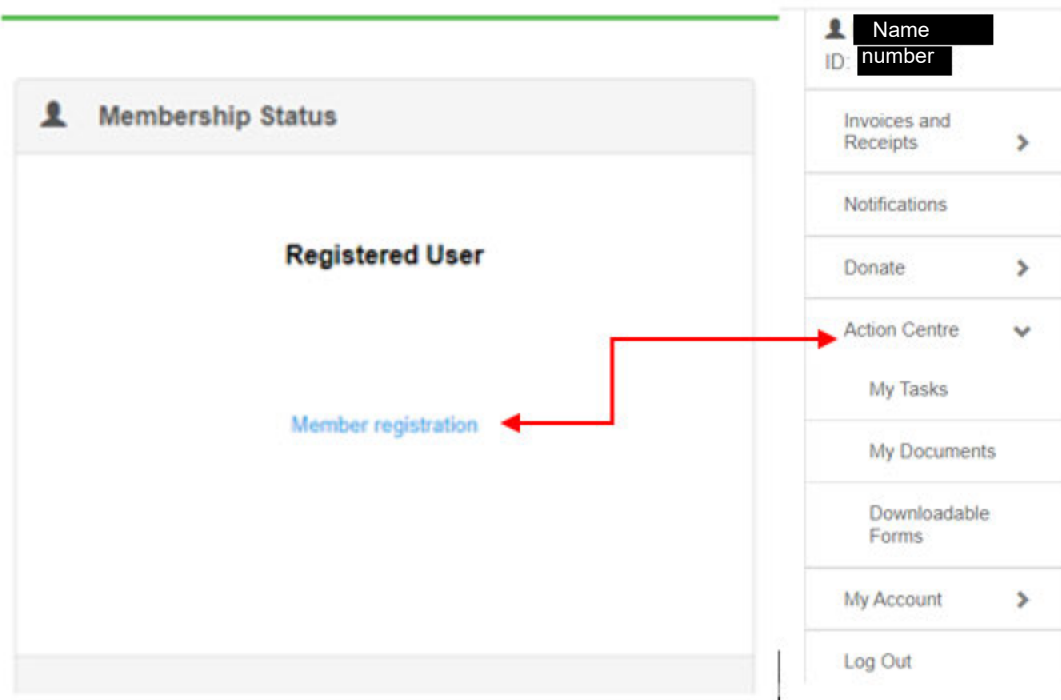 Membership Status
Registered User
Member registration
Name
ID: number
Invoices and
Receipts
Notifications
Donate
Action Centre
My Tasks
My Documents
Downloadable
Forms
My Account
Log Out